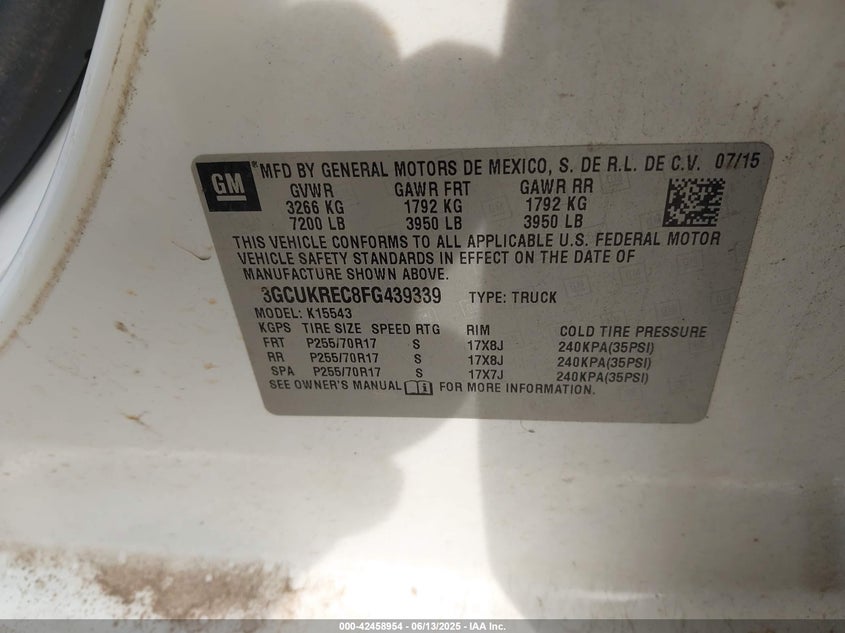 GM ® MFD BY GENERAL MOTORS DE MEXICO, S. DE R.L. DE C.V. 07/15
GVWR GAWR FRT GAWR RR
3266 KG 1792 KG 1792 KG
7200 LB 3950 LB 3950 LB
THIS VEHICLE CONFORMS TO ALL APPLICABLE U.S. FEDERAL MOTOR
VEHICLE SAFETY STANDARDS IN EFFECT ON THE DATE OF
MANUFACTURE SHOWN ABOVE.
3GCUKREC8FG439339 TYPE: TRUCK
MODEL: K15543
KGPS TIRE SIZE SPEED RTG RIM COLD TIRE PRESSURE
FRT P255/70R17 S 17X8J 240KPA(35PSI)
RR P255/70R17 S 17X8J 240KPA(35PSI)
SPA P255/70R17 S 17X7J 240KPA(35PSI)
SEE OWNER'S MANUAL FOR MORE INFORMATION.
000-42458954 - 06/13/2025 - IAA Inc.